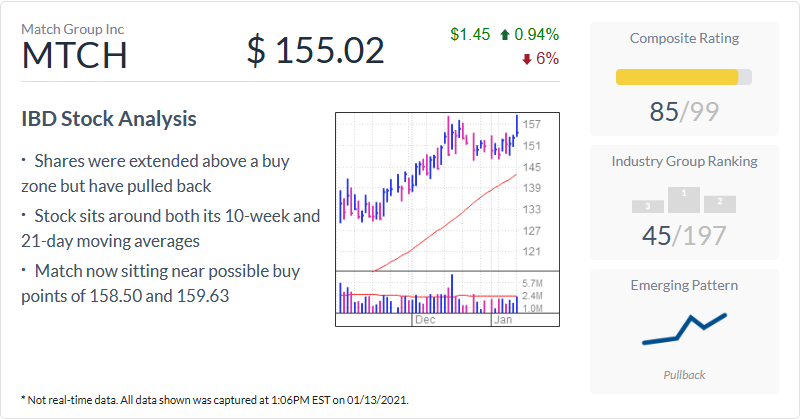 Match Group Inc
MTCH
$ 155.02
$1.45 0.94%
6%
IBD Stock Analysis
• Shares were extended above a buy
zone but have pulled back
• Stock sits around both its 10-week and
21-day moving averages
• Match now sitting near possible buy
points of 158.50 and 159.63
157
151
145
139
133
127
121
5.7M
2.4M
1.0M
Dec
Jan
Composite Rating
85/99
Industry Group Ranking
3
1
2
45/197
Emerging Pattern
Pullback
* Not real-time data. All data shown was captured at 1:06PM EST on 01/13/2021.